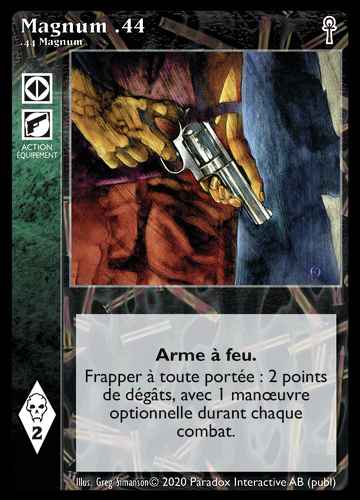 Magnum .44
.44 Magnum
ACTION
ÉQUIPEMENT
Arme à feu.
Frapper à toute portée : 2 points
de dégâts, avec 1 manœuvre
optionnelle durant chaque
combat.
2
Illus. Greg Simanson © 2020 Paradox Interactive AB (publ)